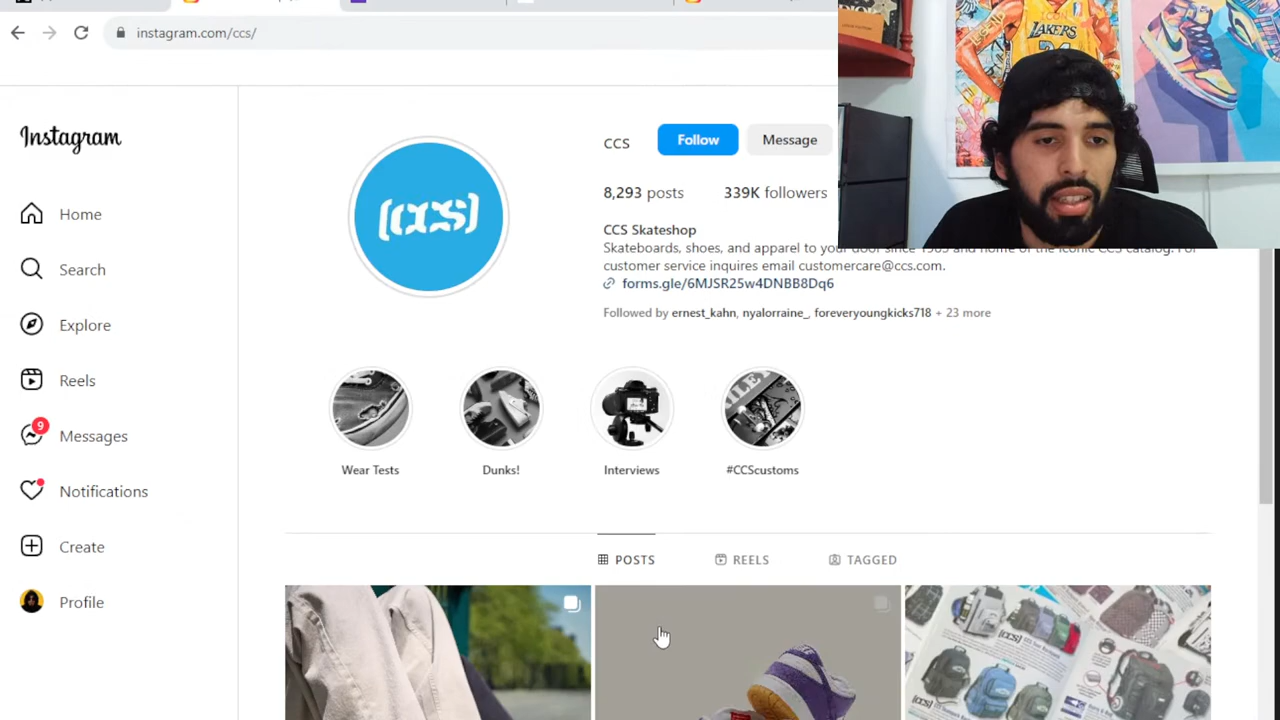 instagram.com/ccs/
LAKERS
Instagram
Home
Search
Explore
Reels
9
Messages
Notifications
Create
Profile
[CCS]
CCS
Follow
Message
8,293 posts
339K followers
CCS Skateshop
Skateboards, shoes, and apparel to your door since
customer service inquires email customercare@ccs.com.
forms.gle/6MJSR25w4DNBB8Dq6
Followed by ernest_kahn, nyalorraine_, foreveryoungkicks718 + 23 more
Wear Tests
Dunks!
Interviews
#CCScustoms
POSTS
REELS
TAGGED